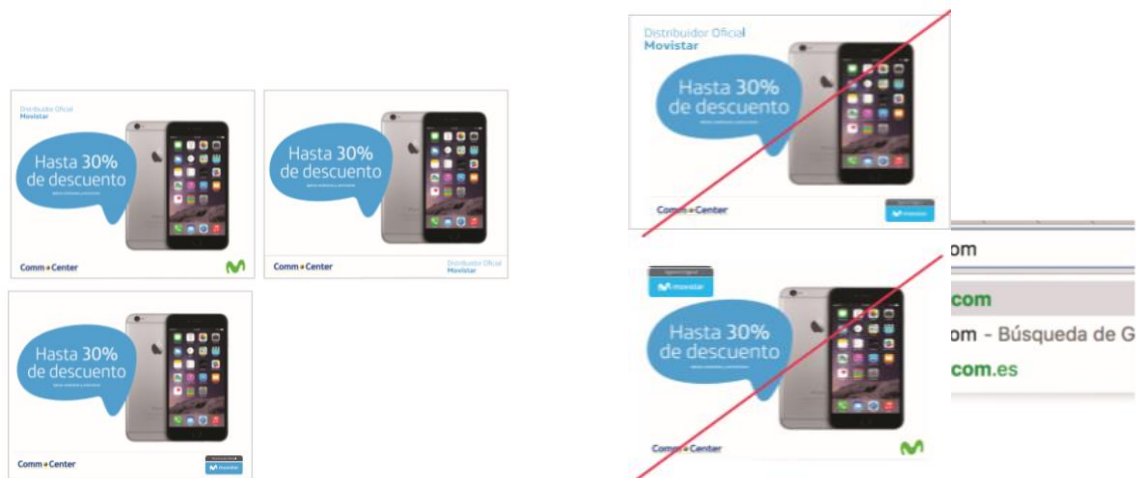 Distribuidor Oficial
Movistar
Hasta 30%
de descuento
Comm Center
Hasta 30%
de descuento
Comm Center
Distribuidor Oficial
Movistar
Hasta 30%
de descuento
Comm Center
movistar
Distribuidor Oficial
Movistar
Hasta 30%
de descuento
Comm Center
movistar
movistar
Hasta 30%
de descuento
Comm Center
om
com
om - Búsqueda de G
com.es